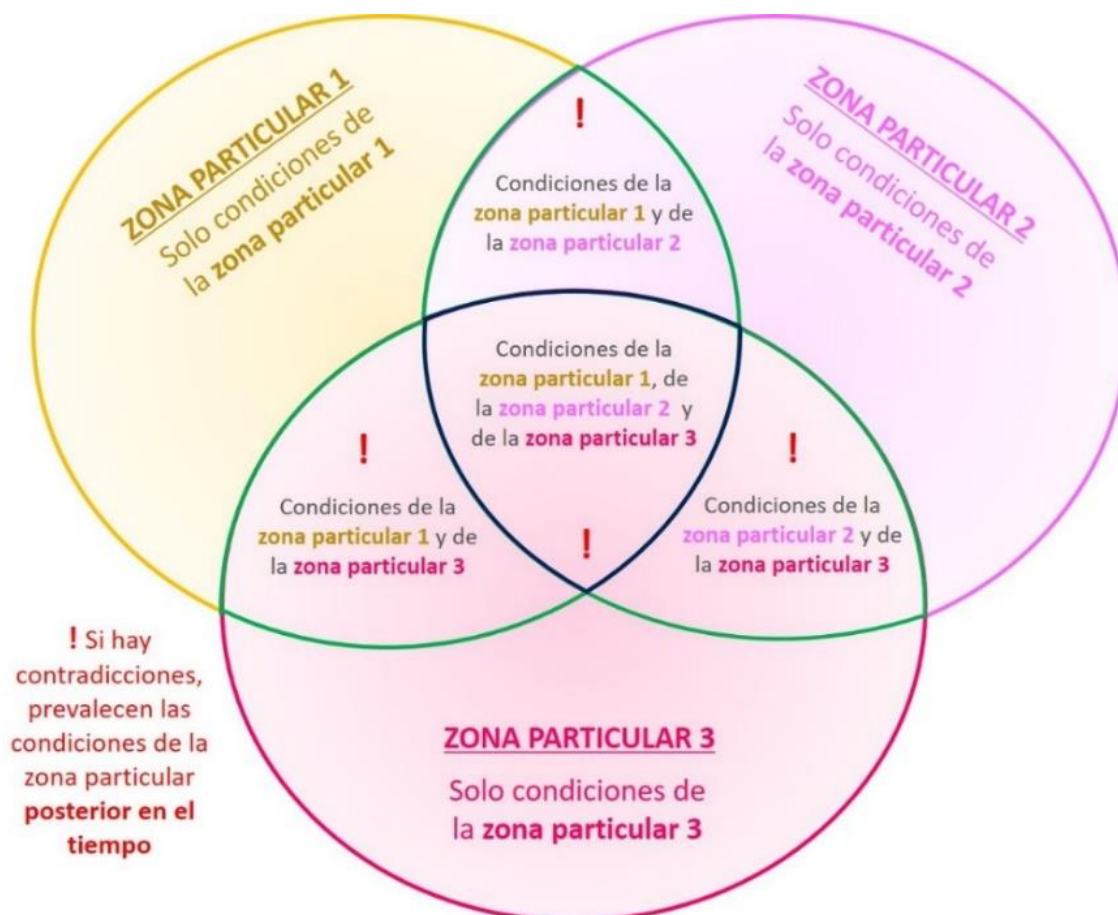 ZONA PARTICULAR 1
Solo condiciones de
la zona particular 1
ZONA PARTICULAR 2
Solo condiciones de
la zona particular 2
!
Condiciones de la
zona particular 1 y de
la zona particular 2
Condiciones de la
zona particular 1, de
la zona particular 2 y
de la zona particular 3
!
!
Condiciones de la
zona particular 1 y de
la zona particular 3
!
Condiciones de la
zona particular 2 y de
la zona particular 3
! Si hay
contradicciones,
prevalecen las
condiciones de la
zona particular
posterior en el
tiempo
ZONA PARTICULAR 3
Solo condiciones de
la zona particular 3